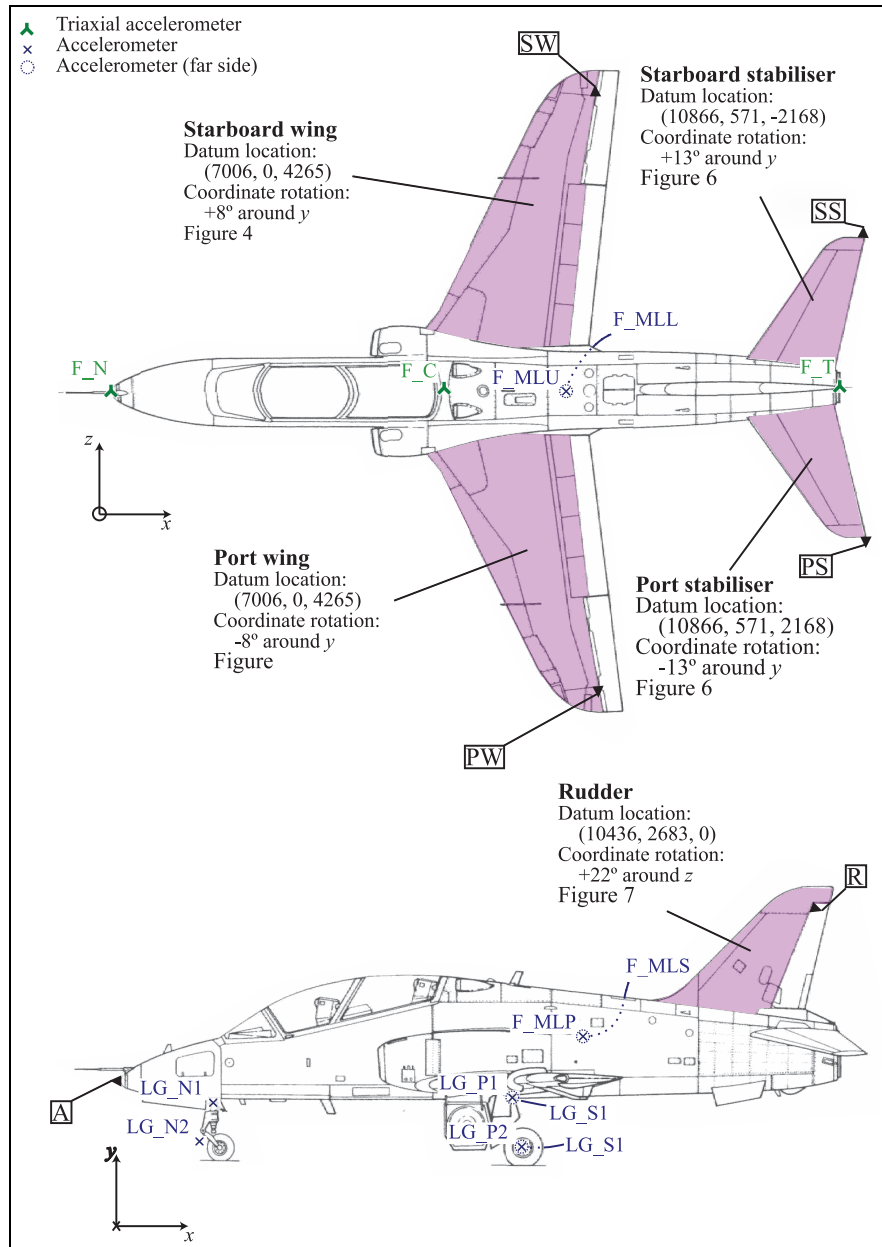 Triaxial accelerometer
Accelerometer
Accelerometer (far side)
SW
Starboard stabiliser
Datum location:
(10866, 571, -2168)
Coordinate rotation:
+13º around y
Figure 6
Starboard wing
Datum location:
(7006, 0, 4265)
Coordinate rotation:
+8º around y
Figure 4
SS
F_MLL
F_N
F_C
F_MLU
F_T
z
x
Port wing
Datum location:
(7006, 0, 4265)
Coordinate rotation:
-8º around y
Figure
PS
Port stabiliser
Datum location:
(10866, 571, 2168)
Coordinate rotation:
-13º around y
Figure 6
PW
Rudder
Datum location:
(10436, 2683, 0)
Coordinate rotation:
+22º around z
Figure 7
R
F_MLS
F_MLP
A
LG_N1
LG_P1
LG_S1
LG_N2
LG_P2
LG_S1
y
x